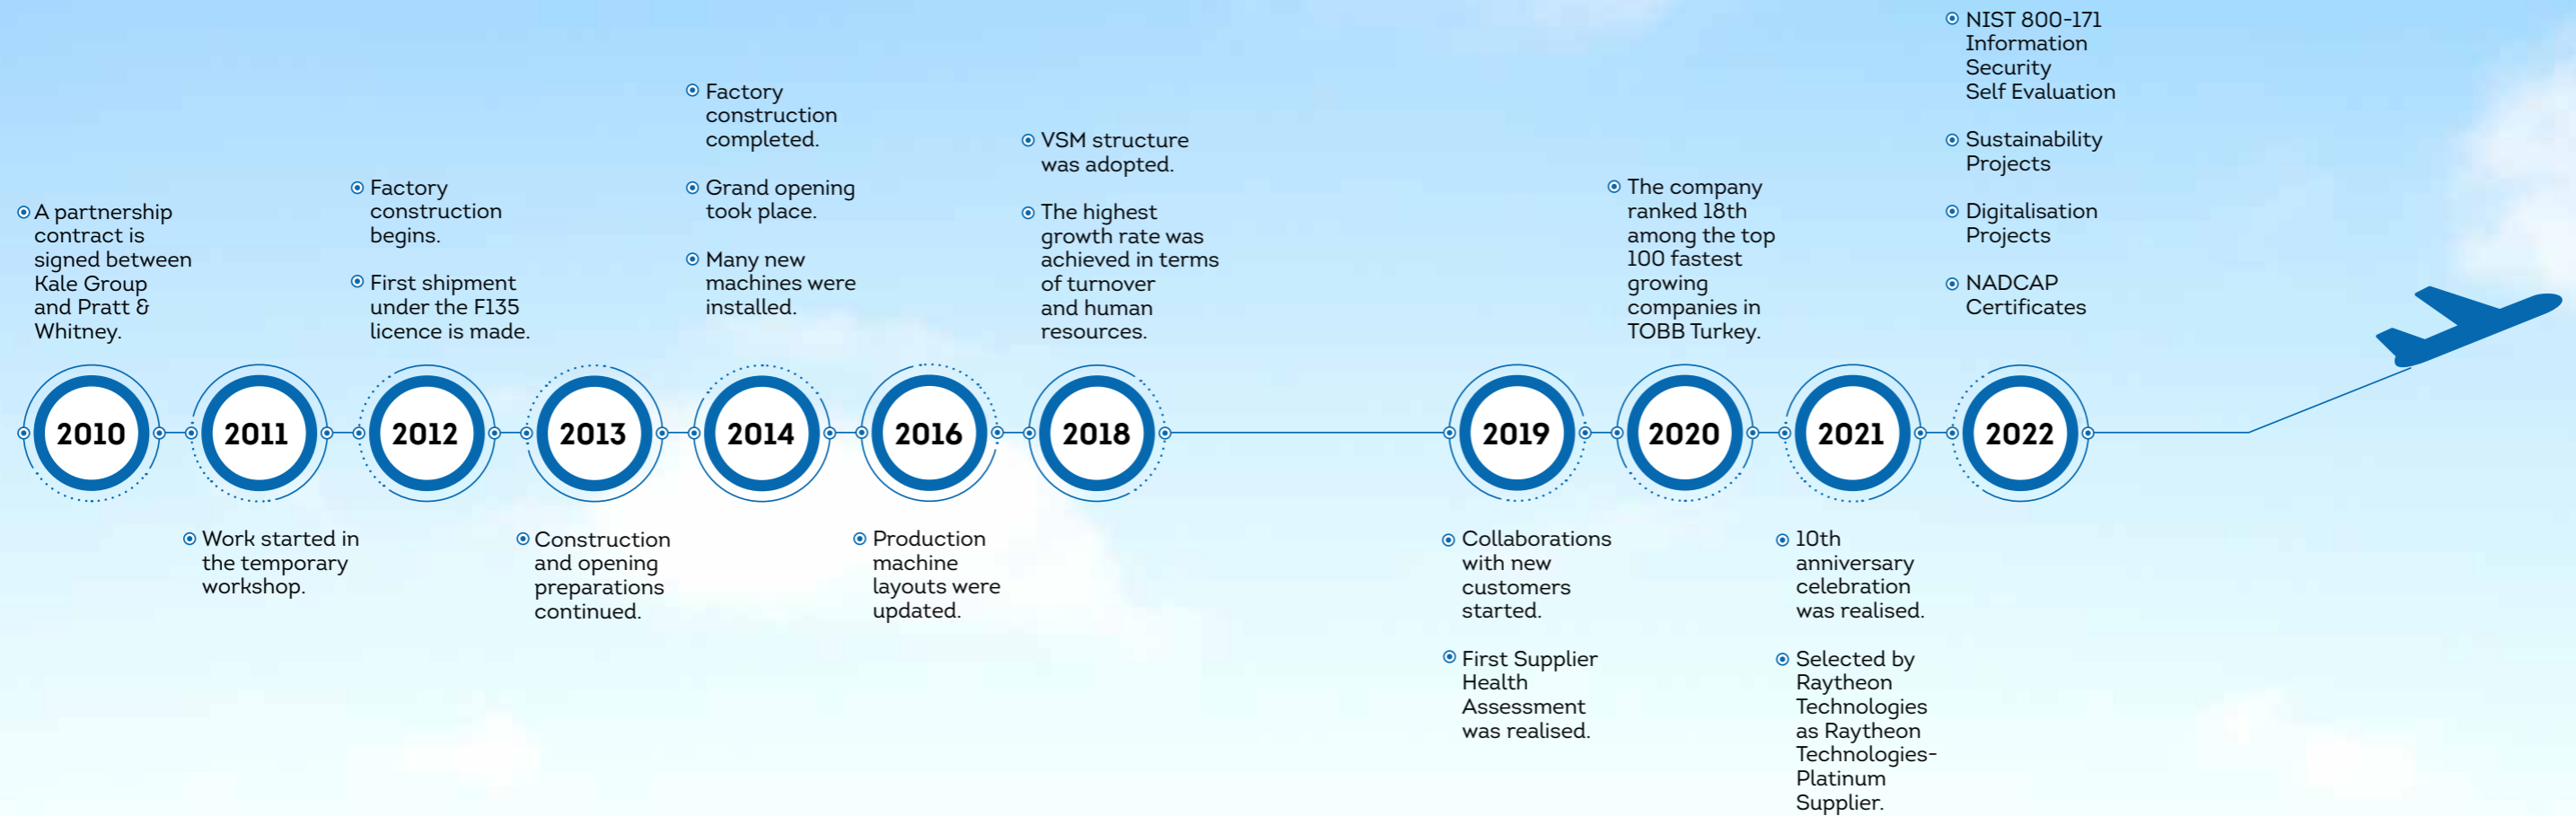 A partnership
contract is
signed between
Kale Group
and Pratt &
Whitney.
2010
2011
Work started in
the temporary
workshop.
Factory
construction
begins.
First shipment
under the F135
licence is made.
2012
2013
Construction
and opening
preparations
continued.
Factory
construction
completed.
Grand opening
took place.
Many new
machines were
installed.
2014
2016
Production
machine
layouts were
updated.
VSM structure
was adopted.
The highest
growth rate was
achieved in terms
of turnover
and human
resources.
2018
2019
Collaborations
with new
customers
started.
First Supplier
Health
Assessment
was realised.
The company
ranked 18th
among the top
100 fastest
growing
companies in
TOBB Turkey.
2020
2021
10th
anniversary
celebration
was realised.
Selected by
Raytheon
Technologies
as Raytheon
Technologies-
Platinum
Supplier.
NIST 800-171
Information
Security
Self Evaluation
Sustainability
Projects
Digitalisation
Projects
NADCAP
Certificates
2022